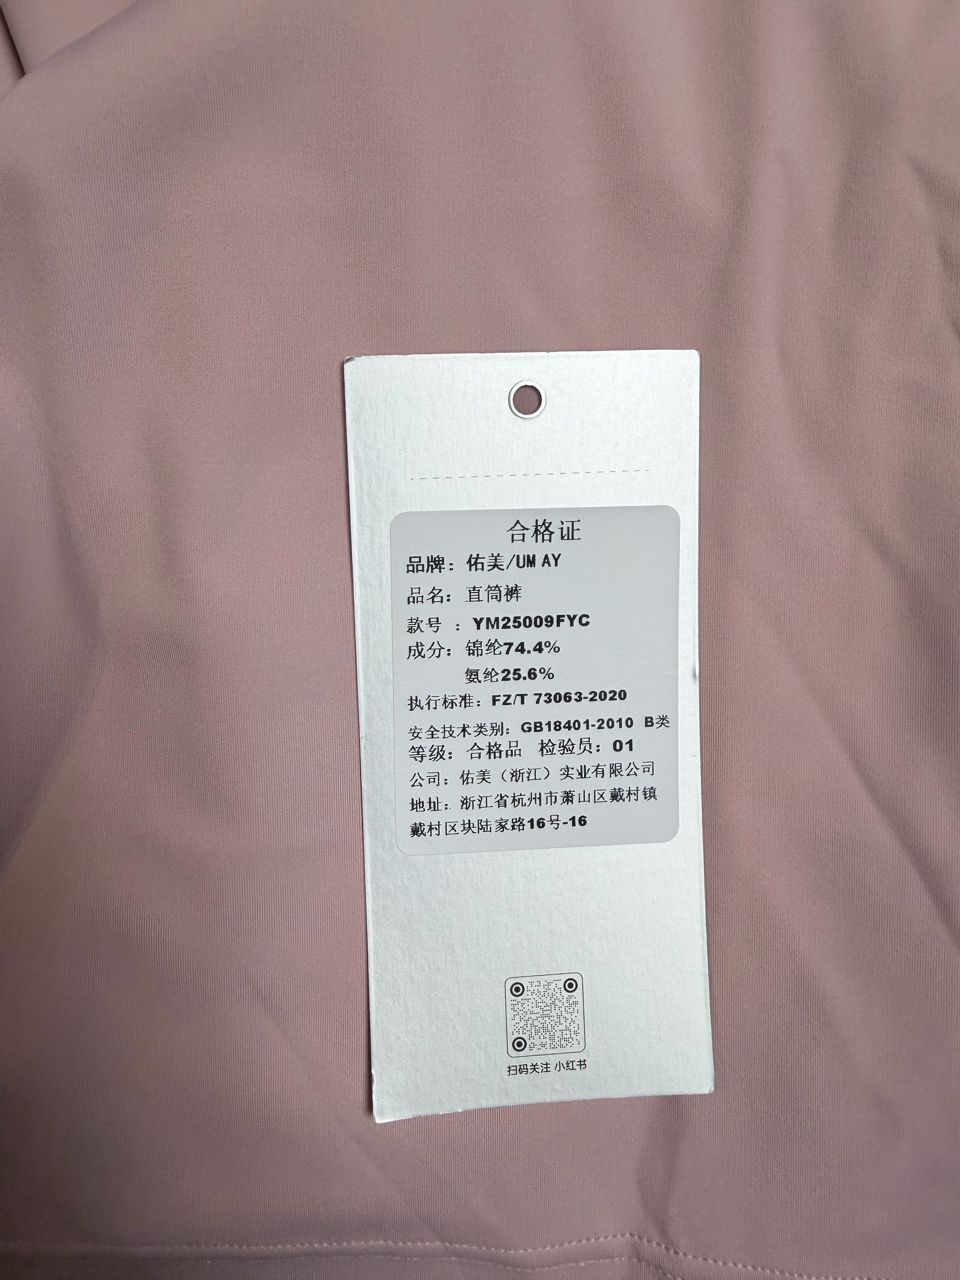 合格证
品牌：佑美/UM AY
品名：直筒裤
款号 ：YM25009FYC
成分：锦纶74.4%
氨纶25.6%
执行标准：FZ/T 73063-2020
安全技术类别：GB18401-2010 B类
等级：合格品 检验员：01
公司：佑美（浙江）实业有限公司
地址：浙江省杭州市萧山区戴村镇
戴村区块陆家路16号-16
扫码关注 小红书